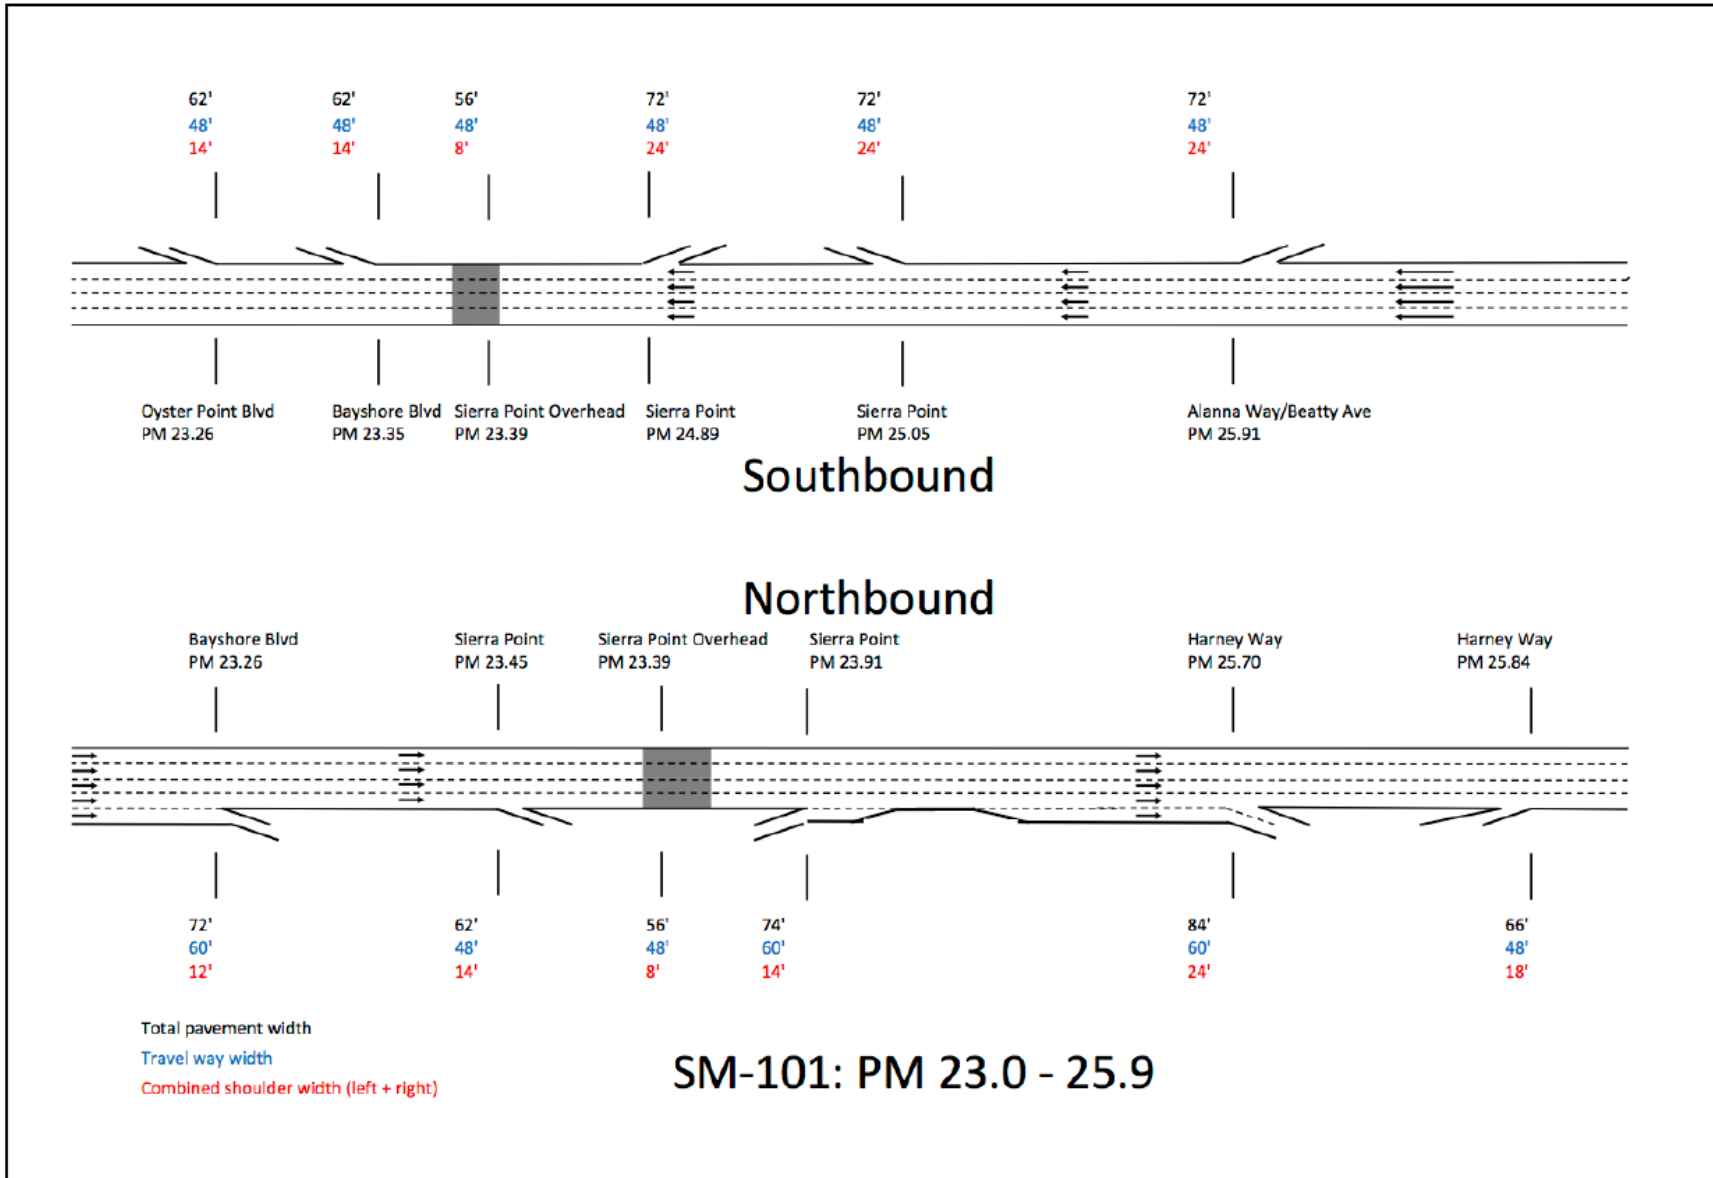 62' 62' 56' 72' 72' 72'
48' 48' 48' 48' 48' 48'
14' 14' 8' 24' 24' 24'
Oyster Point Blvd Bayshore Blvd Sierra Point Overhead Sierra Point Sierra Point Alanna Way/Beatty Ave
PM 23.26 PM 23.35 PM 23.39 PM 24.89 PM 25.05 PM 25.91
Southbound
Northbound
Bayshore Blvd Sierra Point Sierra Point Overhead Sierra Point Harney Way Harney Way
PM 23.26 PM 23.45 PM 23.39 PM 23.91 PM 25.70 PM 25.84
72' 62' 56' 74' 84' 66'
60' 48' 48' 60' 60' 48'
12' 14' 8' 14' 24' 18'
Total pavement width
Travel way width
Combined shoulder width (left + right)
SM-101: PM 23.0 - 25.9